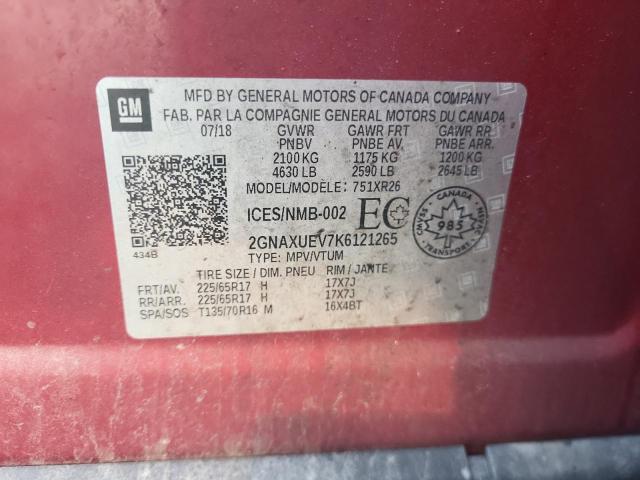 GM
MFD BY GENERAL MOTORS OF CANADA COMPANY
FAB. PAR LA COMPAGNIE GENERAL MOTORS DU CANADA
07/18 GVWR GAWR FRT GAWR RR
PNBV PNBE AV. PNBE ARR.
2100 KG 1175 KG 1200 KG
4630 LB 2590 LB 2645 LB
MODEL/MODÈLE: 751XR26
ICES/NMB-002 EC
CANADA
985
TRANSPORT
2GNAXUEV7K6121265
434B
TYPE: MPV/VTUM
TIRE SIZE / DIM. PNEU RIM / JANTE
FRT/AV. 225/65R17 H 17X7J
RR/ARR. 225/65R17 H 17X7J
SPA/SOS T135/70R16 M 16X4BT